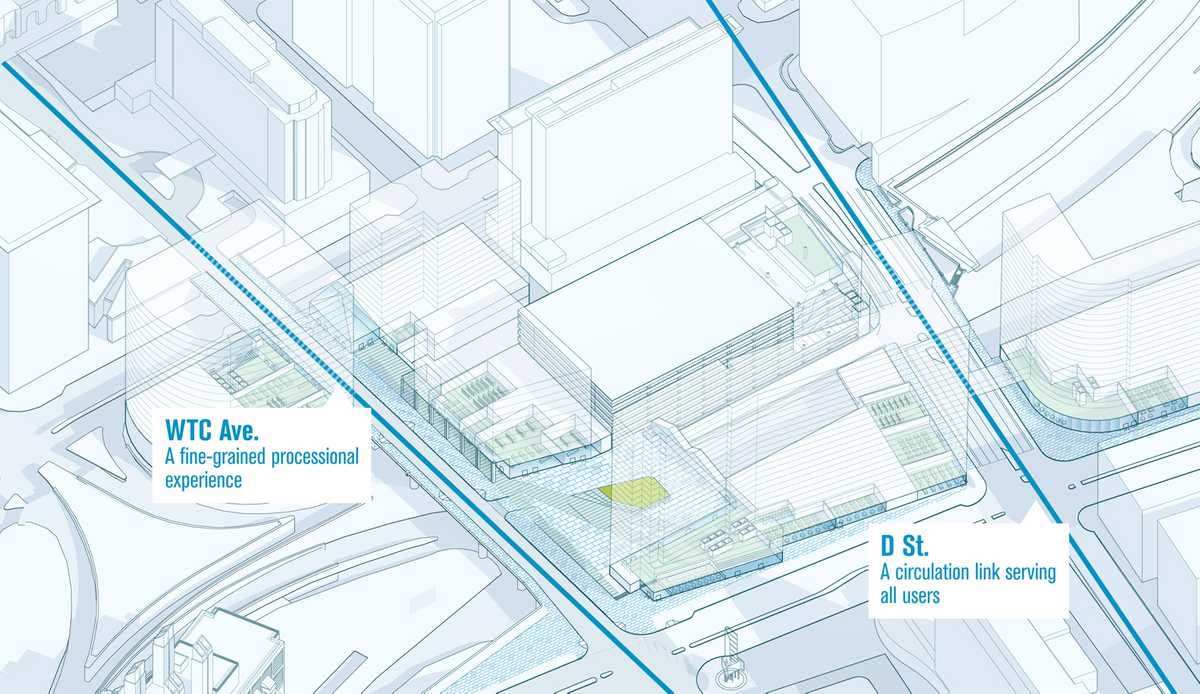 WTC Ave.
A fine-grained processional
experience
D St.
A circulation link serving
all users